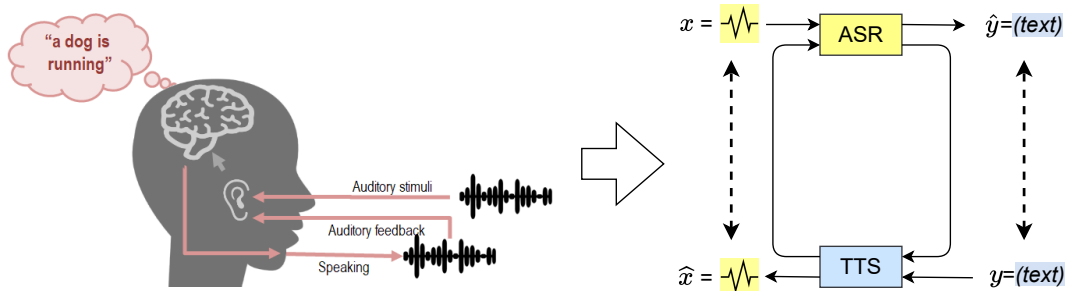 “a dog is
running”
Auditory stimuli
Auditory feedback
Speaking
x =
ASR
ŷ=(text)
x̂ =
TTS
y=(text)